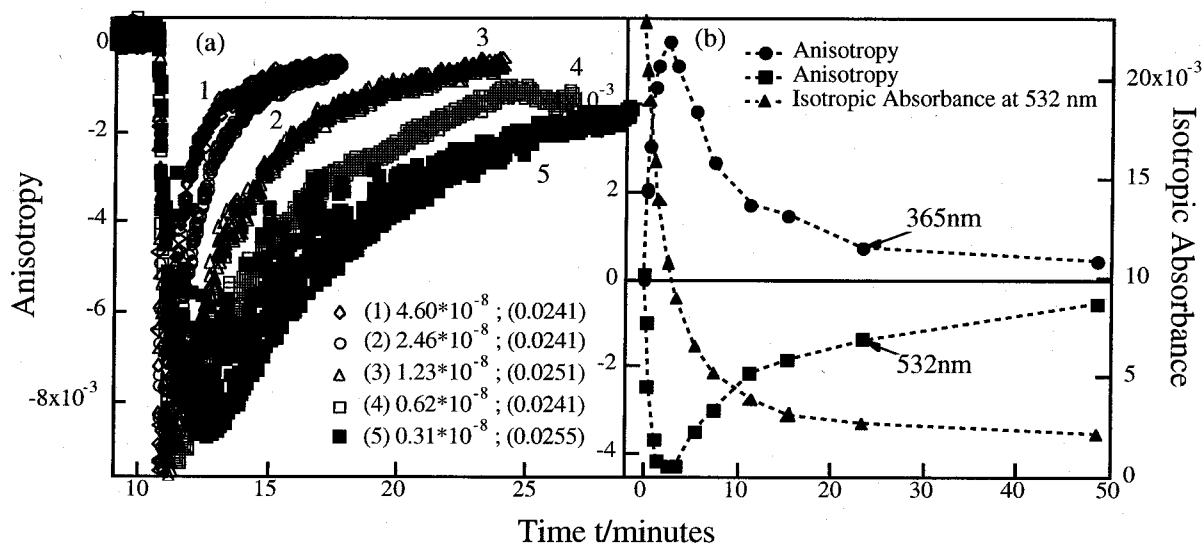 (a)
0
-2
-4
-6
-8x10-3
Anisotropy
1
2
3
4
5
(1) 4.60*10-8 ; (0.0241)
(2) 2.46*10-8 ; (0.0241)
(3) 1.23*10-8 ; (0.0251)
(4) 0.62*10-8 ; (0.0241)
(5) 0.31*10-8 ; (0.0255)
10
15
20
25
(b)
Anisotropy
Anisotropy
Isotropic Absorbance at 532 nm
0-3
2
0
-2
-4
365nm
532nm
20x10-3
15
10
5
0
Isotropic Absorbance
0
10
20
30
40
50
Time t/minutes